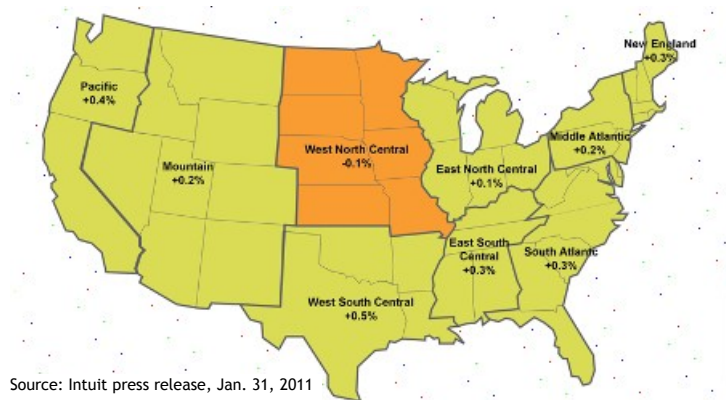 New England
+0.3%
Pacific
+0.4%
Middle Atlantic
+0.2%
West North Central
-0.1%
Mountain
+0.2%
East North Central
+0.1%
East South
Central
+0.3%
South Atlantic
+0.3%
West South Central
+0.5%
Source: Intuit press release, Jan. 31, 2011